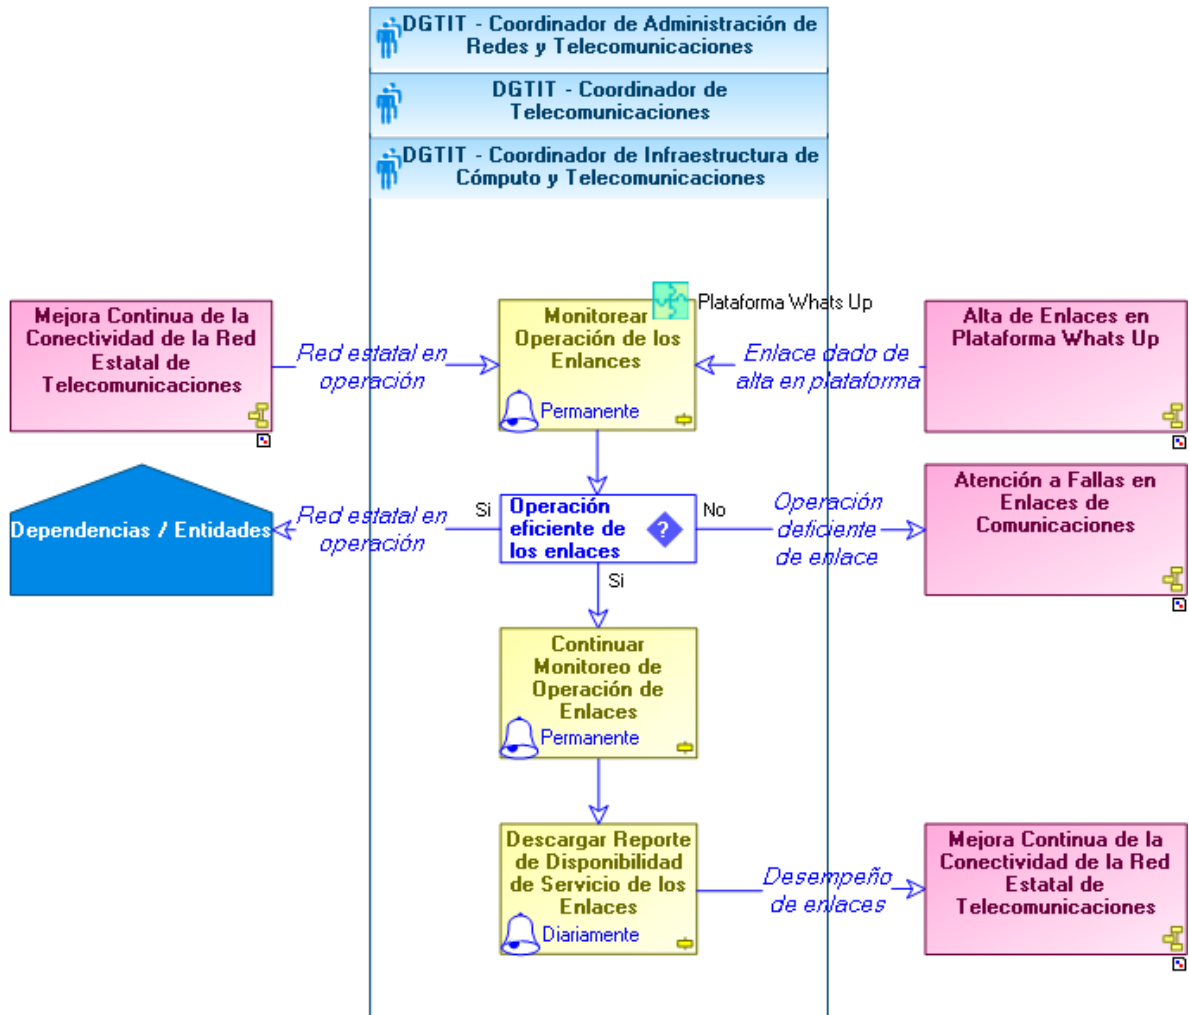 DGTIT - Coordinador de Administración de
Redes y Telecomunicaciones
DGTIT - Coordinador de
Telecomunicaciones
DGTIT - Coordinador de Infraestructura de
Cómputo y Telecomunicaciones
Mejora Continua de la
Conectividad de la Red
Estatal de
Telecomunicaciones
Red estatal en
operación
Monitorear
Operación de los
Enlances
Permanente
Plataforma Whats Up
Enlace dado de
alta en plataforma
Alta de Enlaces en
Plataforma Whats Up
Dependencias / Entidades
Red estatal en
operación
Si
Operación
eficiente de
los enlaces
?
No
Si
Operación
deficiente
de enlace
Atención a Fallas en
Enlaces de
Comunicaciones
Continuar
Monitoreo de
Operación de
Enlaces
Permanente
Descargar Reporte
de Disponibilidad
de Servicio de los
Enlaces
Diariamente
Desempeño
de enlaces
Mejora Continua de la
Conectividad de la Red
Estatal de
Telecomunicaciones